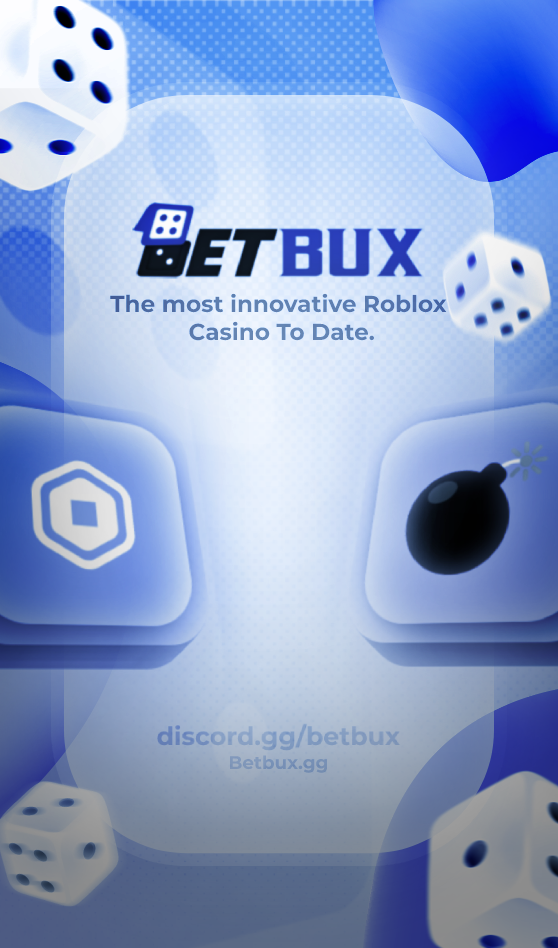 BETBUX
The most innovative Roblox
Casino To Date.
discord.gg/betbux
Betbux.gg